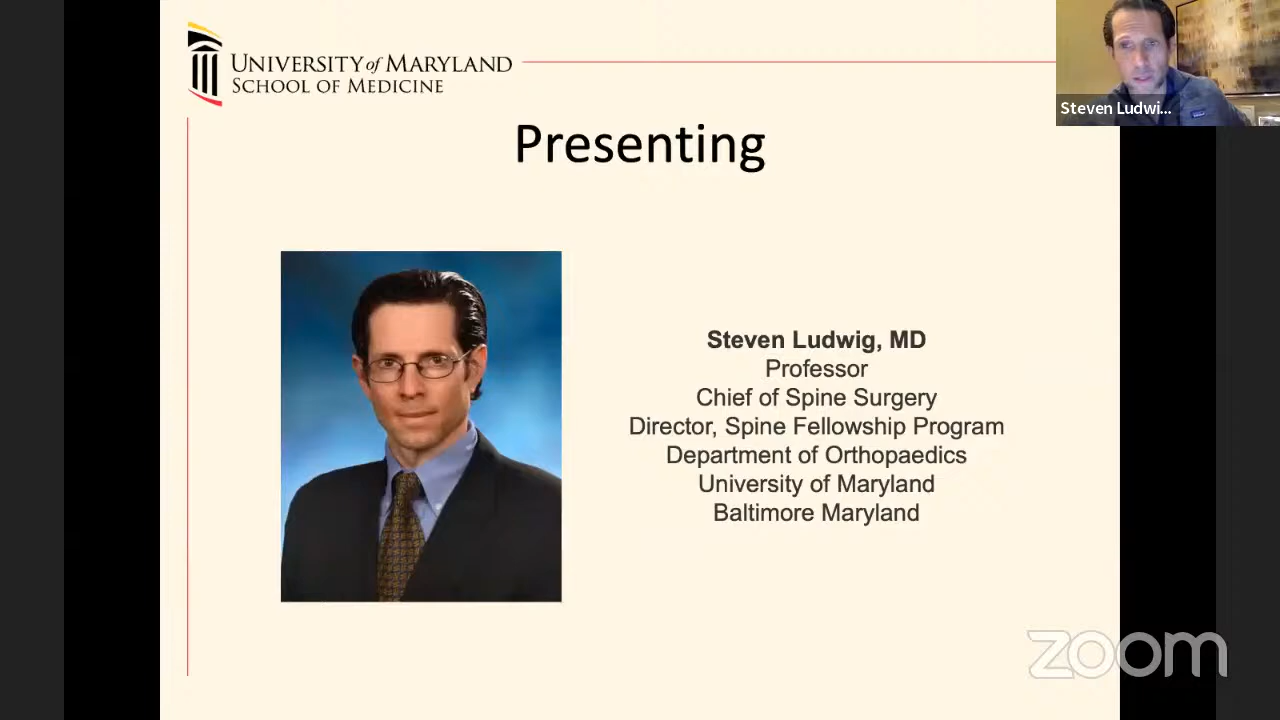 UNIVERSITY of MARYLAND
SCHOOL OF MEDICINE
Steven Ludwi...
Presenting
Steven Ludwig, MD
Professor
Chief of Spine Surgery
Director, Spine Fellowship Program
Department of Orthopaedics
University of Maryland
Baltimore Maryland
zoom